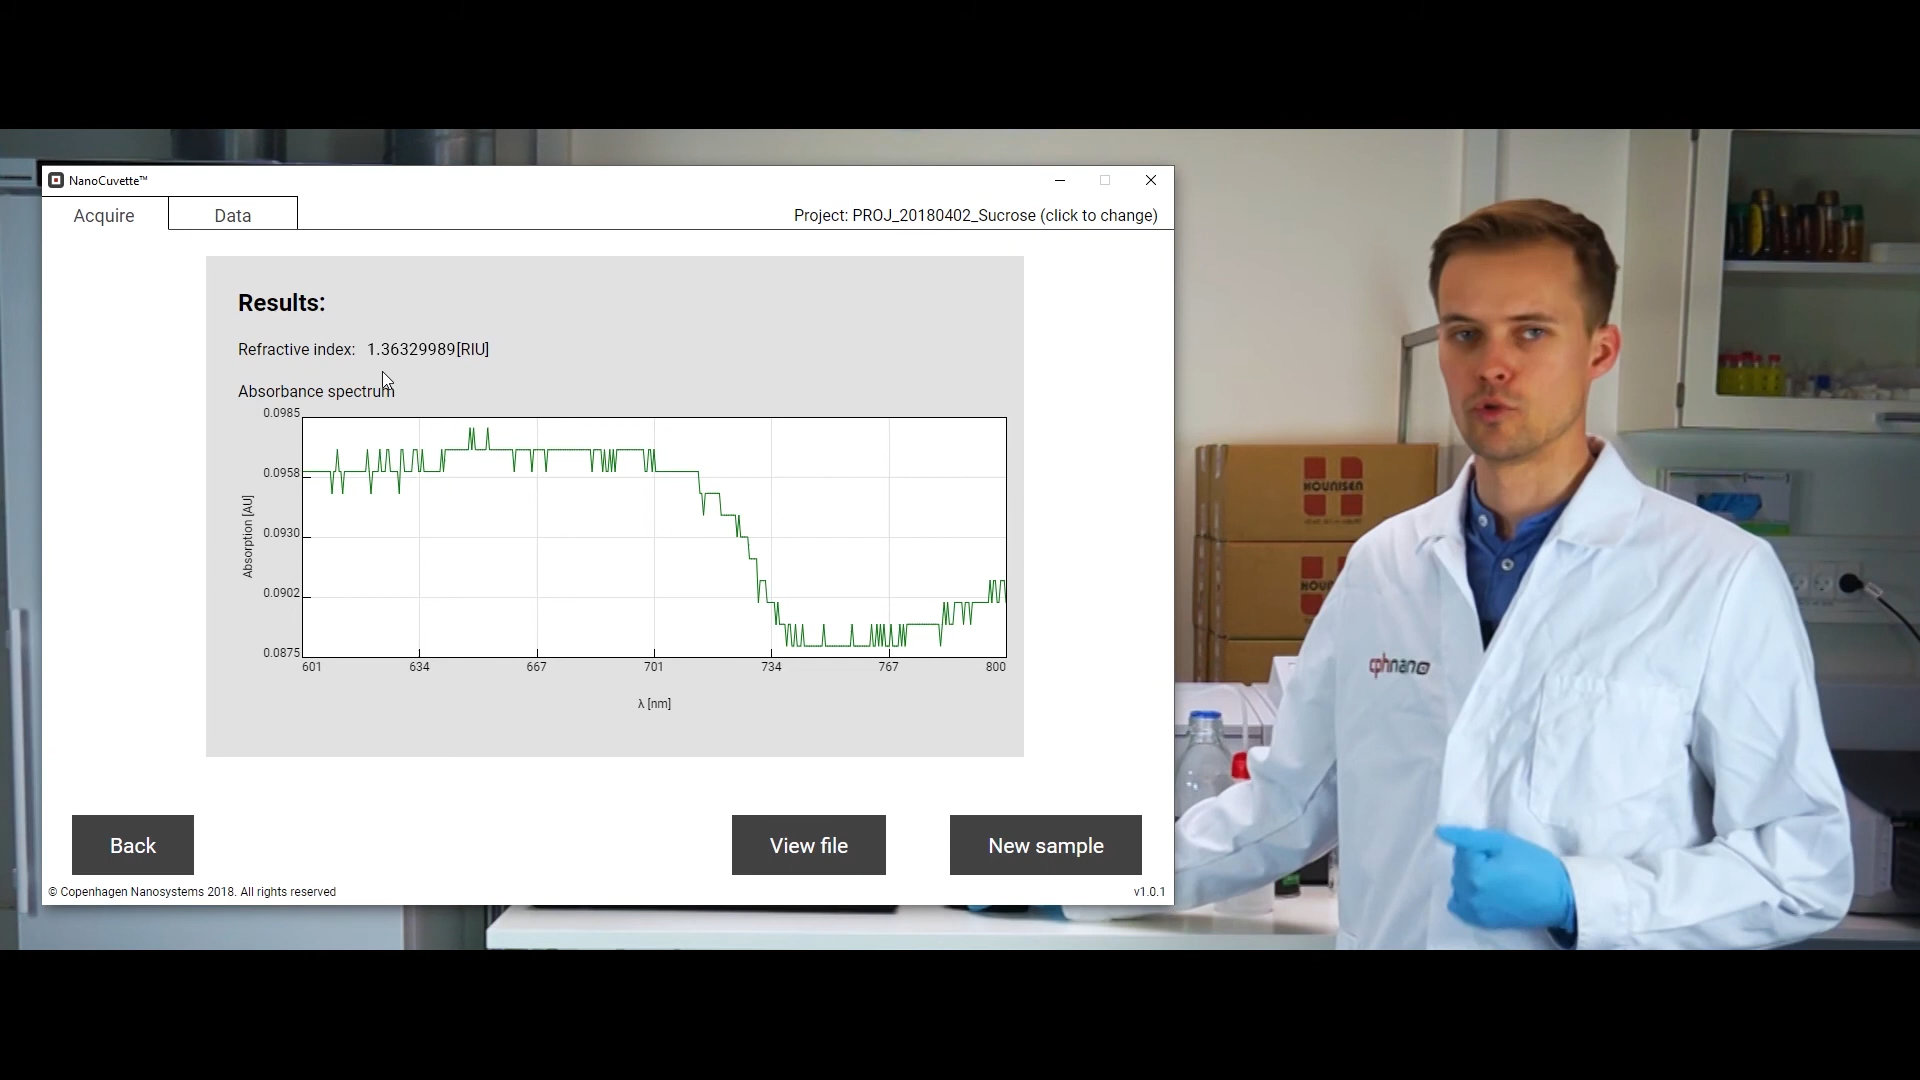 NanoCuvette™
Acquire
Data
Project: PROJ_20180402_Sucrose (click to change)
Results:
Refractive index: 1.36329989[RIU]
Absorbance spectrum
0.0985
0.0958
0.0930
0.0902
0.0875
Absorption [AU]
601 634 667 701 734 767 800
λ [nm]
Back
View file
New sample
© Copenhagen Nanosystems 2018. All rights reserved
v1.0.1
HOUNISEN
HOU
cphnano